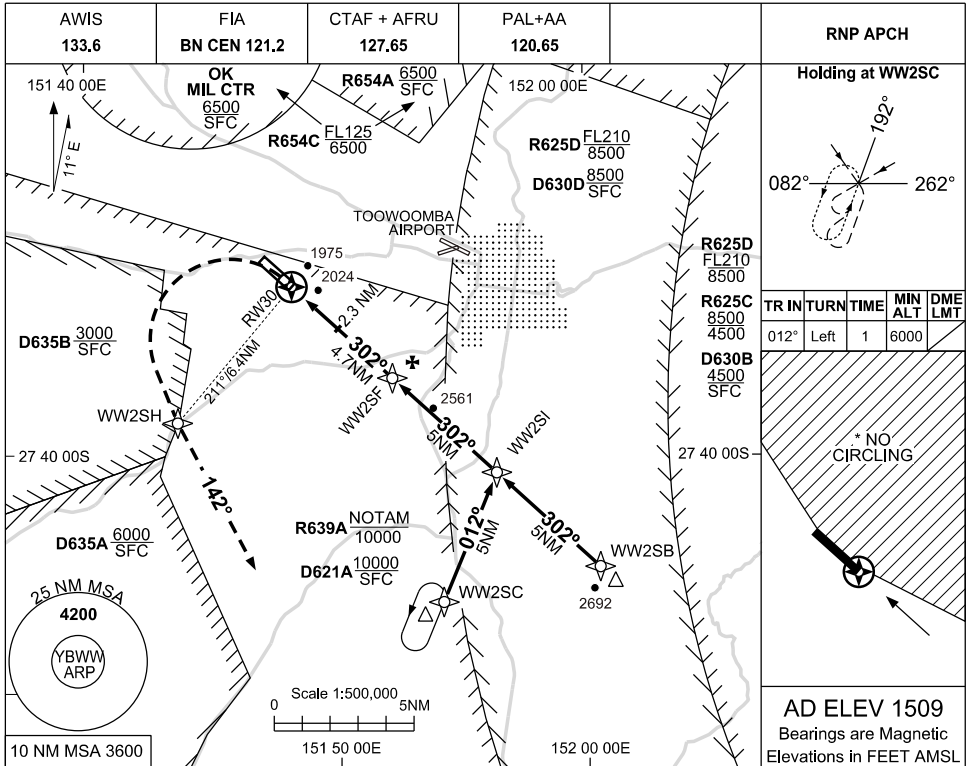 AWIS
133.6
FIA
BN CEN 121.2
CTAF + AFRU
127.65
PAL+AA
120.65
RNP APCH
151 40 00E
OK
MIL CTR
6500
SFC
R654A 6500
SFC
R654C FL125
6500
152 00 00E
11° E
R625D FL210
8500
D630D 8500
SFC
TOOWOOMBA
AIRPORT
1975
2024
RW30
2.3 NM
302°
4.7NM
D635B 3000
SFC
211°/6.4NM
WW2SH
WW2SF
2561
302°
5NM
WW2SI
R625D
FL210
8500
R625C
8500
4500
D630B
4500
SFC
27 40 00S
27 40 00S
142°
012°
5NM
302°
5NM
D635A 6000
SFC
R639A NOTAM
10000
D621A 10000
SFC
WW2SB
2692
WW2SC
25 NM MSA
4200
YBWW
ARP
10 NM MSA 3600
Scale 1:500,000
0 5NM
151 50 00E
152 00 00E
Holding at WW2SC
192°
082°
262°
TR IN TURN TIME MIN ALT DME LMT
012° Left 1 6000
* NO
CIRCLING
AD ELEV 1509
Bearings are Magnetic
Elevations in FEET AMSL